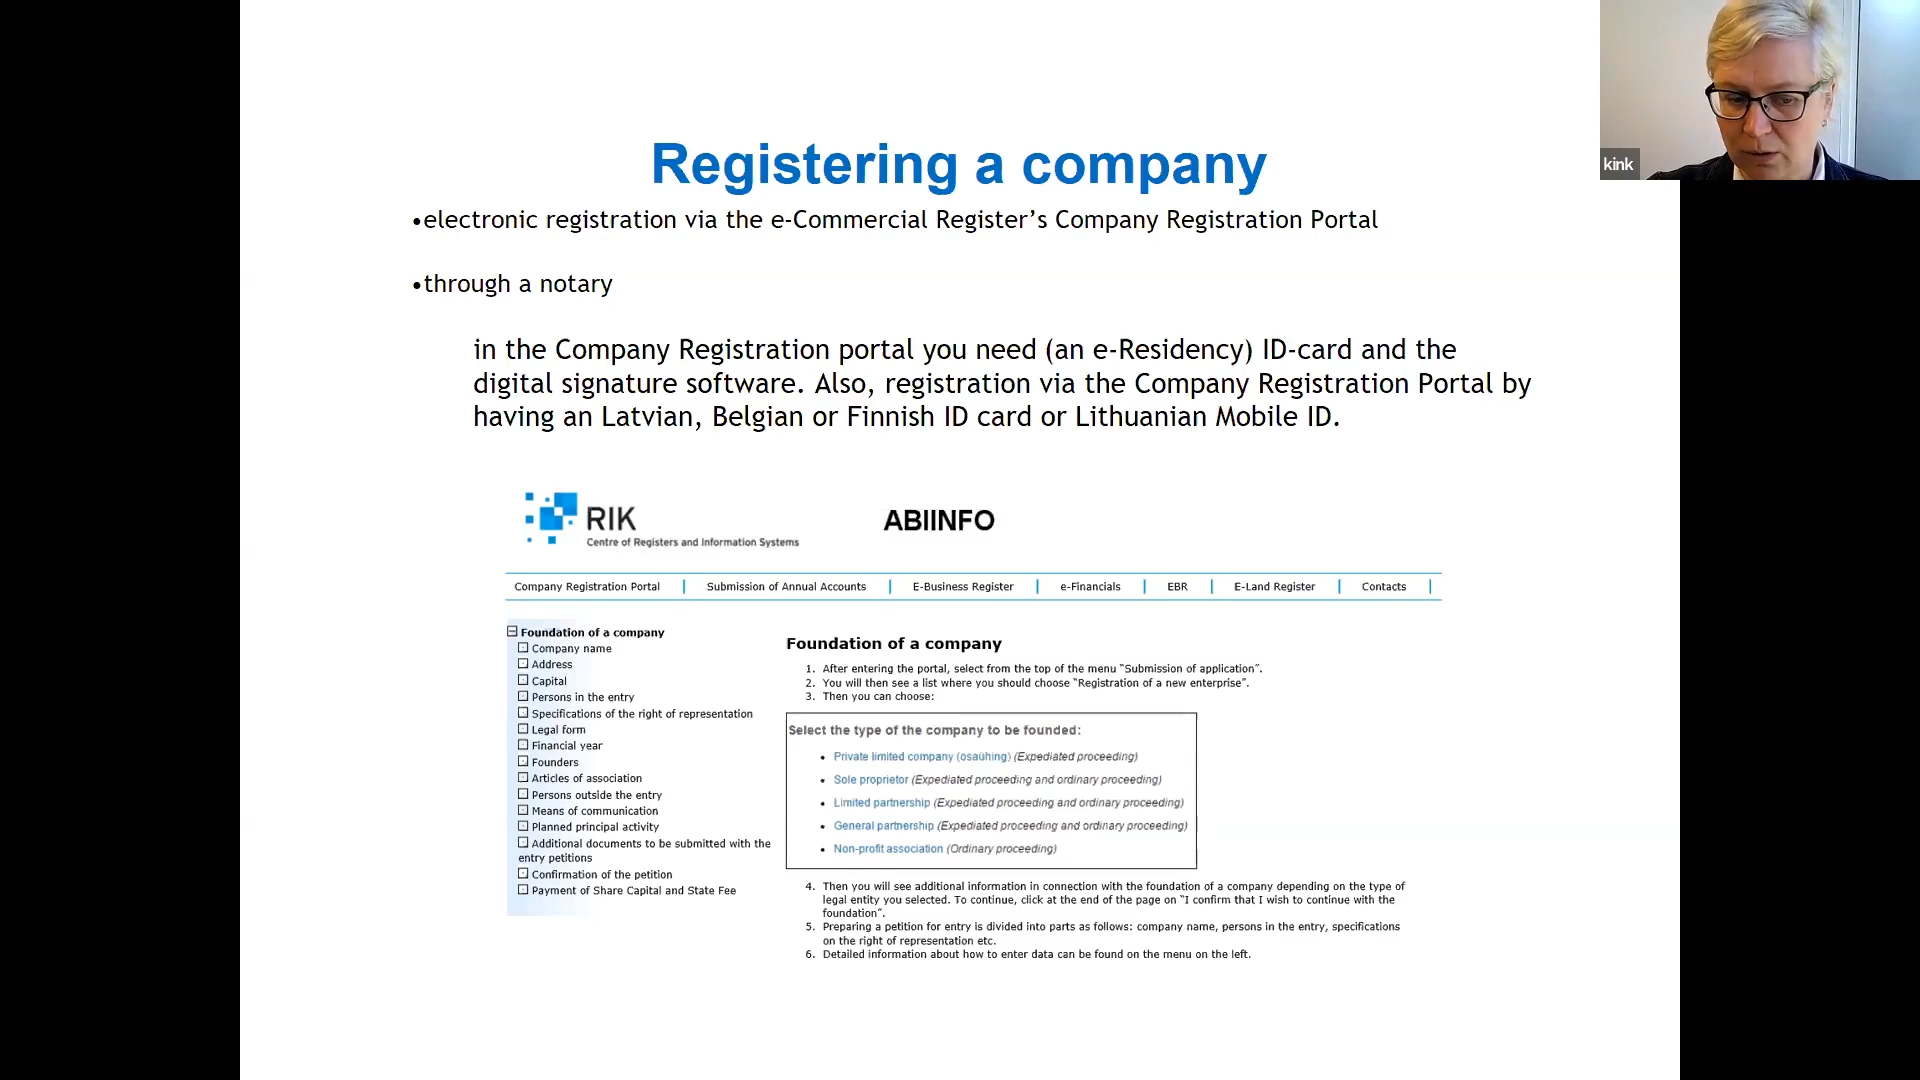 Registering a company
•electronic registration via the e-Commercial Register’s Company Registration Portal
•through a notary
in the Company Registration portal you need (an e-Residency) ID-card and the
digital signature software. Also, registration via the Company Registration Portal by
having an Latvian, Belgian or Finnish ID card or Lithuanian Mobile ID.
kink
RIK
Centre of Registers and Information Systems
ABIINFO
Company Registration Portal | Submission of Annual Accounts | E-Business Register | e-Financials | EBR | E-Land Register | Contacts |
Foundation of a company
Company name
Address
Capital
Persons in the entry
Specifications of the right of representation
Legal form
Financial year
Founders
Articles of association
Persons outside the entry
Means of communication
Planned principal activity
Additional documents to be submitted with the
entry petitions
Confirmation of the petition
Payment of Share Capital and State Fee
Foundation of a company
1. After entering the portal, select from the top of the menu “Submission of application”.
2. You will then see a list where you should choose “Registration of a new enterprise”.
3. Then you can choose:
Select the type of the company to be founded:
• Private limited company (osaühing) (Expediated proceeding)
• Sole proprietor (Expediated proceeding and ordinary proceeding)
• Limited partnership (Expediated proceeding and ordinary proceeding)
• General partnership (Expediated proceeding and ordinary proceeding)
• Non-profit association (Ordinary proceeding)
4. Then you will see additional information in connection with the foundation of a company depending on the type of
legal entity you selected. To continue, click at the end of the page on “I confirm that I wish to continue with the
foundation”.
5. Preparing a petition for entry is divided into parts as follows: company name, persons in the entry, specifications
on the right of representation etc.
6. Detailed information about how to enter data can be found on the menu on the left.